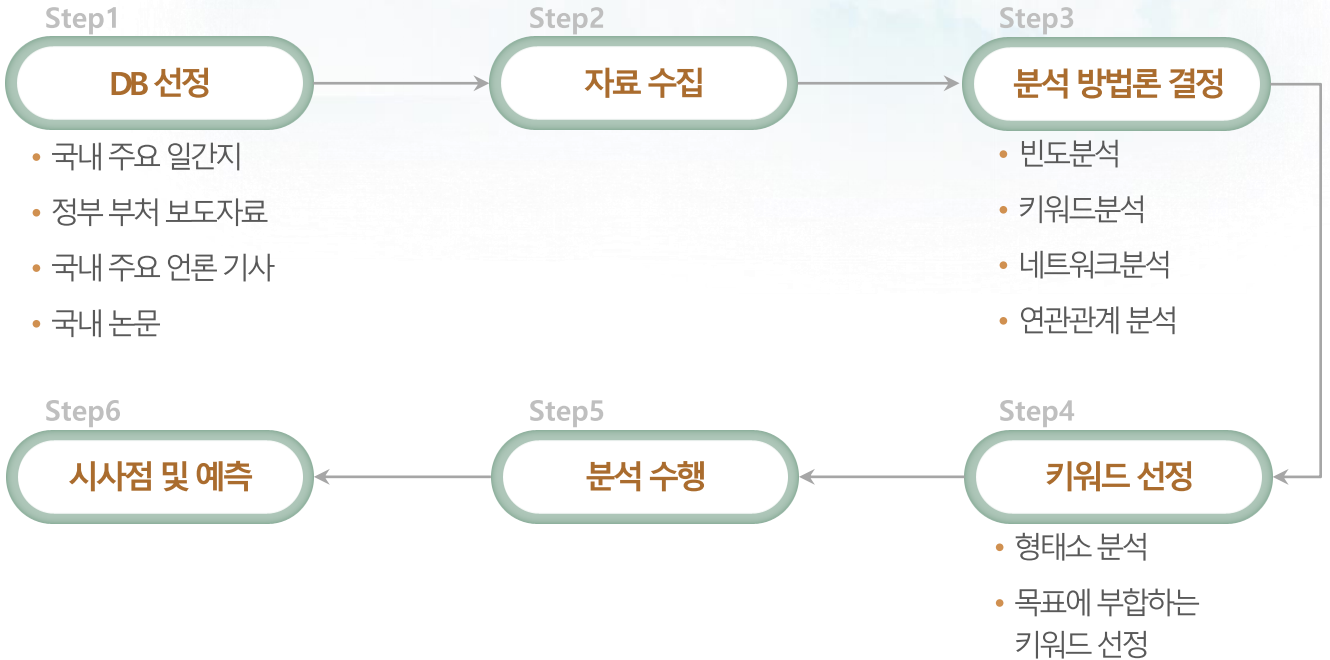 Step1
DB 선정
• 국내 주요 일간지
• 정부 부처 보도자료
• 국내 주요 언론 기사
• 국내 논문
Step2
자료 수집
Step3
분석 방법론 결정
• 빈도분석
• 키워드분석
• 네트워크분석
• 연관관계 분석
Step4
키워드 선정
• 형태소 분석
• 목표에 부합하는
키워드 선정
Step5
분석 수행
Step6
시사점 및 예측